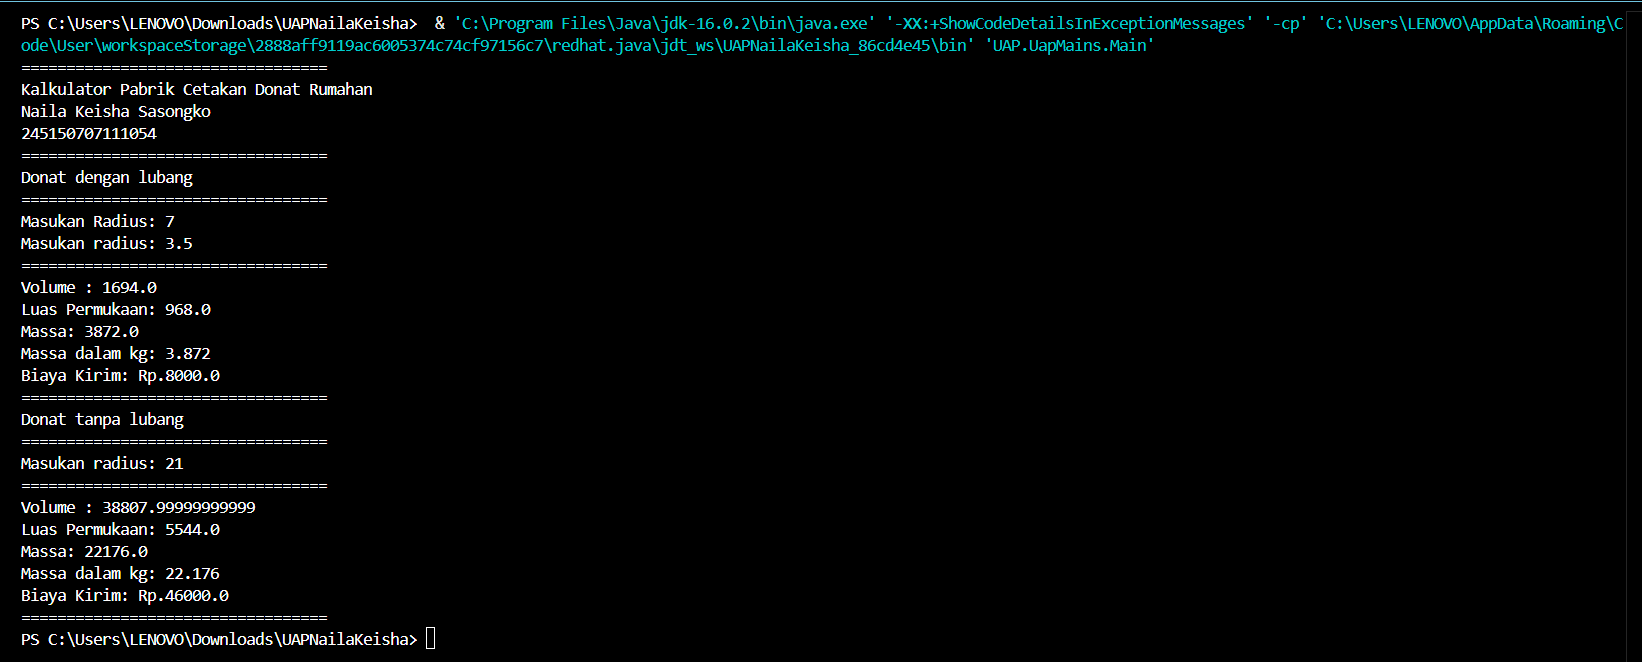 PS C:\Users\LENOVO\Downloads\UAPNailaKeisha>  & 'C:\Program Files\Java\jdk-16.0.2\bin\java.exe' '-XX:+ShowCodeDetailsInExceptionMessages' '-cp' 'C:\Users\LENOVO\AppData\Roaming\C
ode\User\workspaceStorage\2888aff9119ac6005374c74cf97156c7\redhat.java\jdt_ws\UAPNailaKeisha_86cd4e45\bin' 'UAP.UapMains.Main'
==================================
Kalkulator Pabrik Cetakan Donat Rumahan
Naila Keisha Sasongko
245150707111054
==================================
Donat dengan lubang
==================================
Masukan Radius: 7
Masukan radius: 3.5
==================================
Volume : 1694.0
Luas Permukaan: 968.0
Massa: 3872.0
Massa dalam kg: 3.872
Biaya Kirim: Rp.8000.0
==================================
Donat tanpa lubang
==================================
Masukan radius: 21
==================================
Volume : 38807.99999999999
Luas Permukaan: 5544.0
Massa: 22176.0
Massa dalam kg: 22.176
Biaya Kirim: Rp.46000.0
==================================
PS C:\Users\LENOVO\Downloads\UAPNailaKeisha>